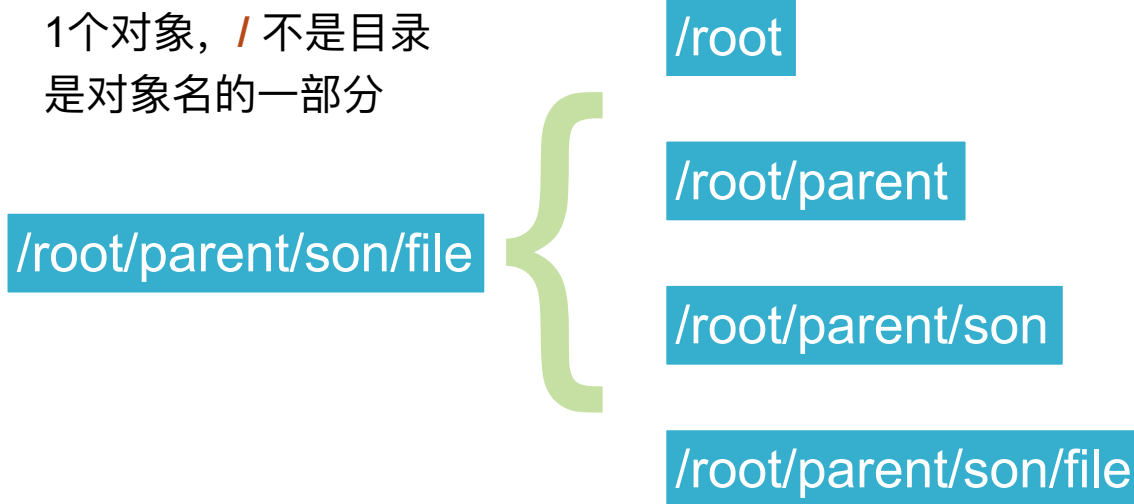 1个对象，/ 不是目录
是对象名的一部分
/root/parent/son/file
/root
/root/parent
/root/parent/son
/root/parent/son/file